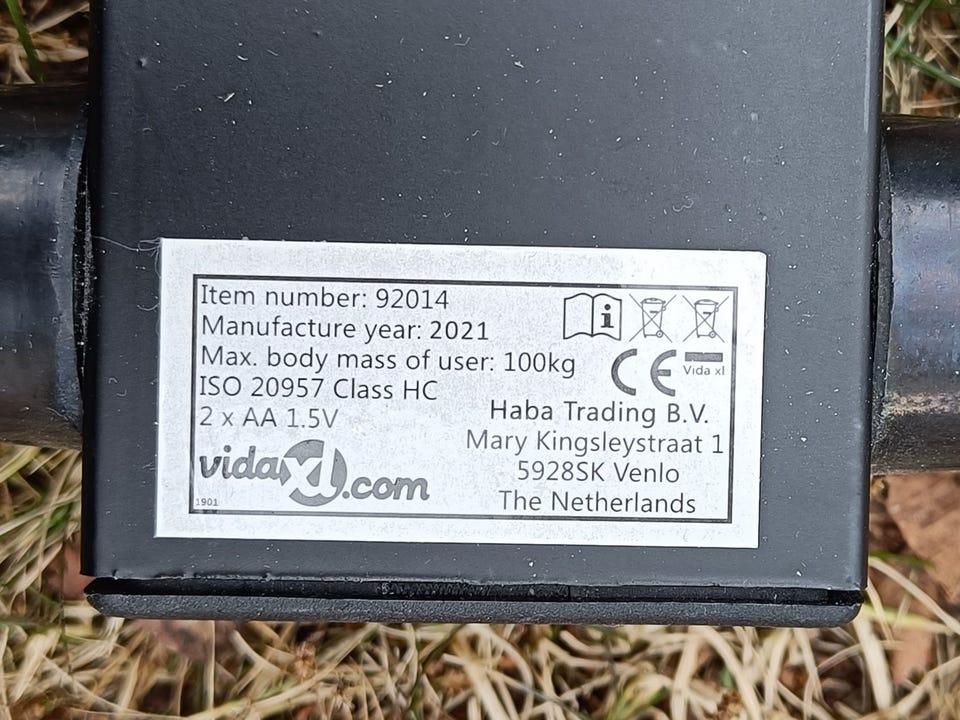 Item number: 92014
Manufacture year: 2021
Max. body mass of user: 100kg
ISO 20957 Class HC
2 x AA 1.5V
vidaXL.com
1901
i
CE
Vida xl
Haba Trading B.V.
Mary Kingsleystraat 1
5928SK Venlo
The Netherlands